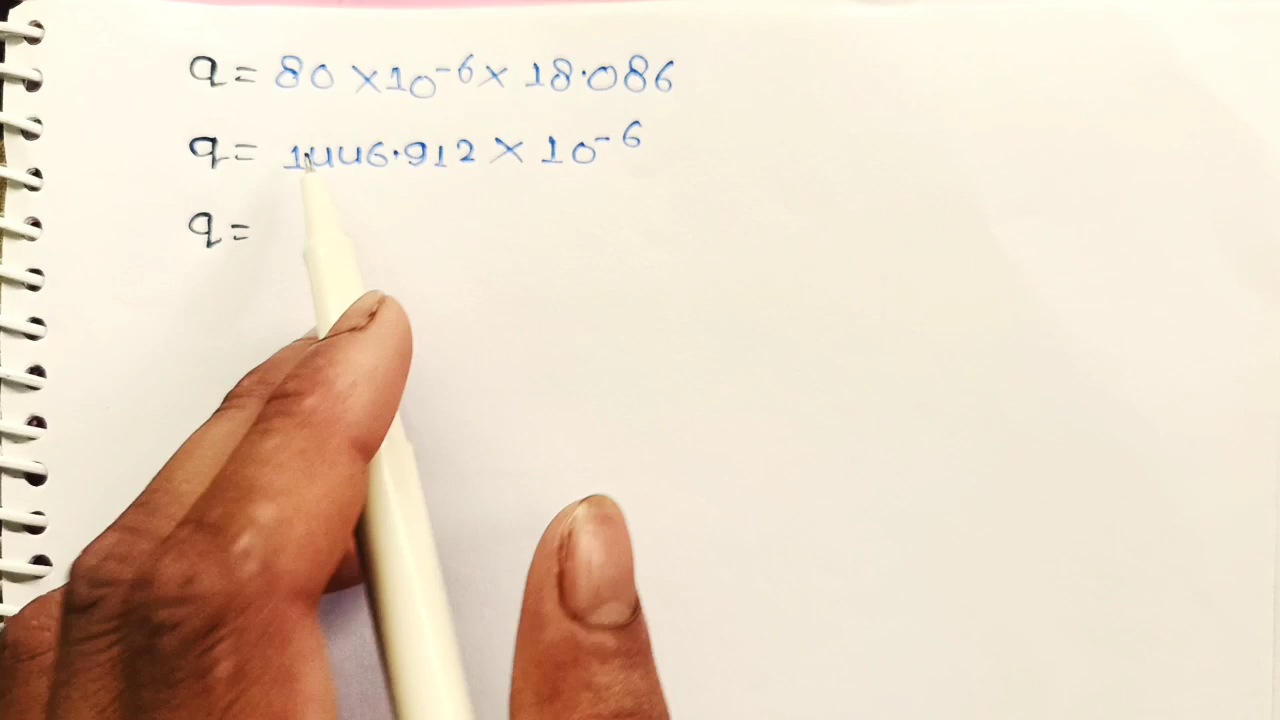 q = 80 × 10⁻⁶ × 18.086
q = 1446.912 × 10⁻⁶
q =